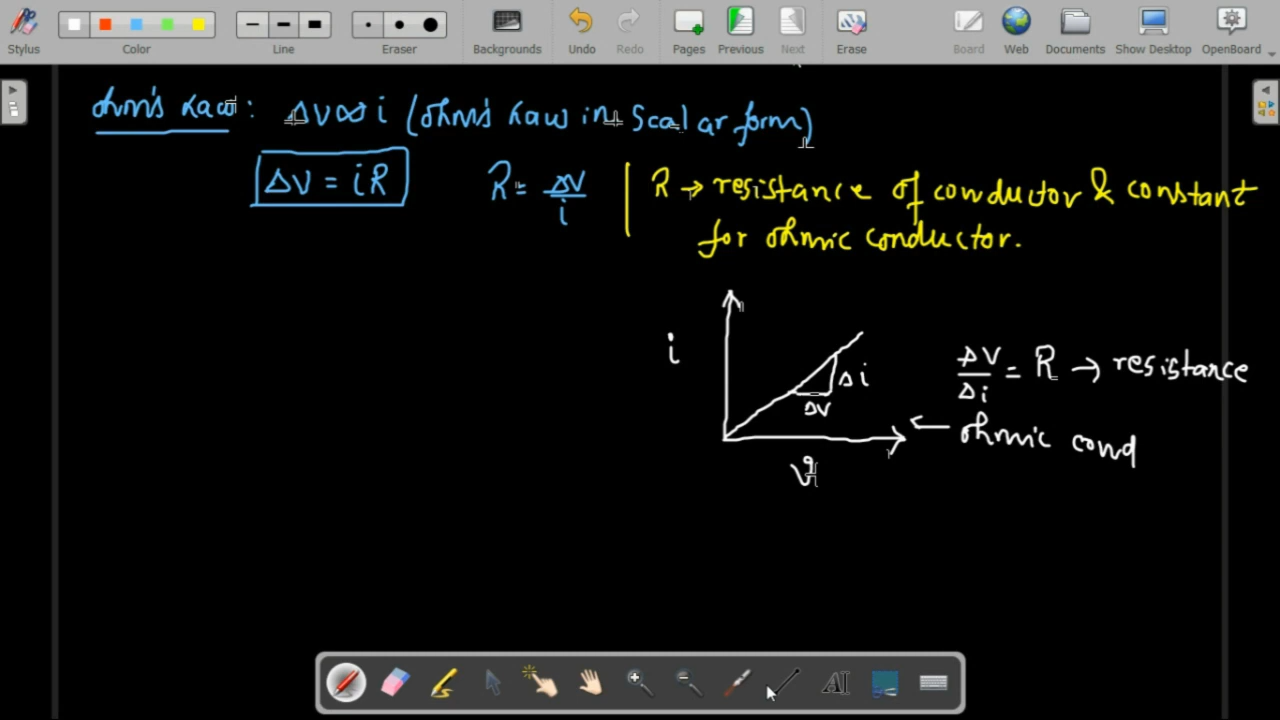 Stylus Color Line Eraser Backgrounds Undo Redo Pages Previous Next Erase Board Web Documents Show Desktop OpenBoard
ohm's Law: ΔV ∝ i (ohm's Law in Scalar form)
ΔV = iR R = ΔV/i R → resistance of conductor & constant
for ohmic conductor.
i
Δi
ΔV
ΔV/Δi = R → resistance
← ohmic cond
V
AI